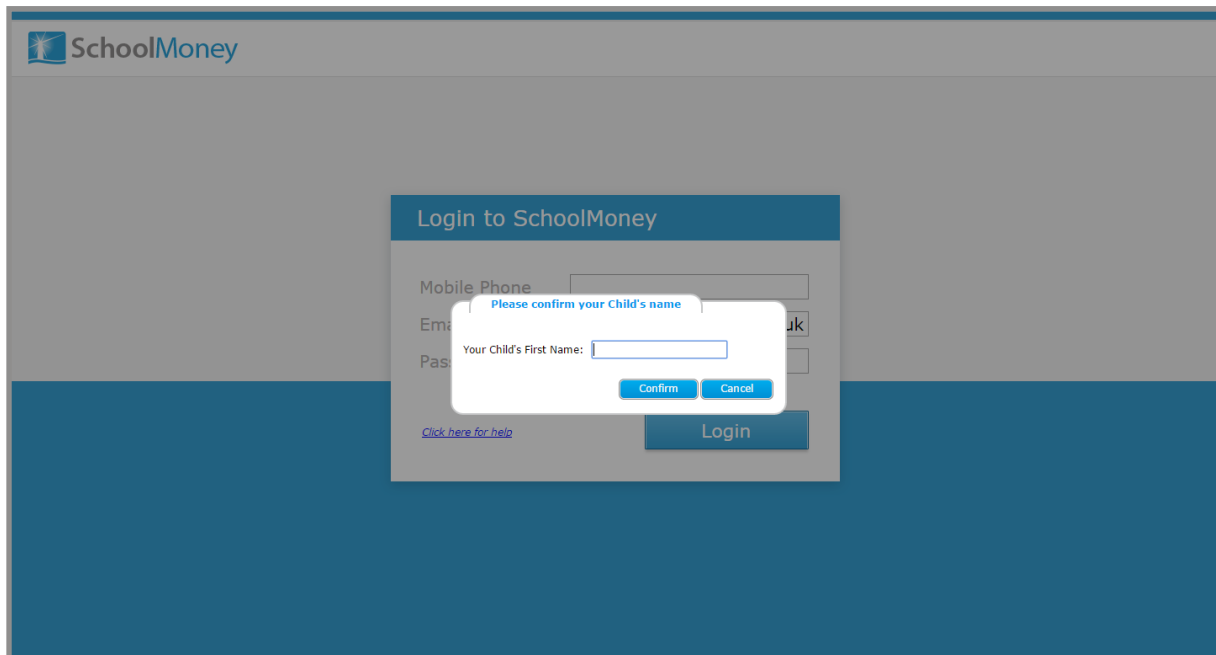 SchoolMoney
Login to SchoolMoney
Mobile Phone
Please confirm your Child's name
uk
Your Child's First Name:
Confirm Cancel
Click here for help
Login